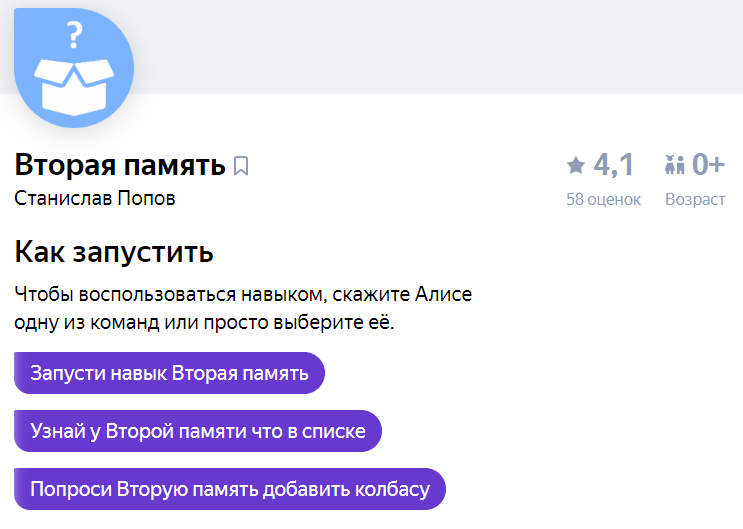 ?
Вторая память
Станислав Попов
4,1
58 оценок
0+
Возраст
Как запустить
Чтобы воспользоваться навыком, скажите Алисе
одну из команд или просто выберите её.
Запусти навык Вторая память
Узнай у Второй памяти что в списке
Попроси Вторую память добавить колбасу